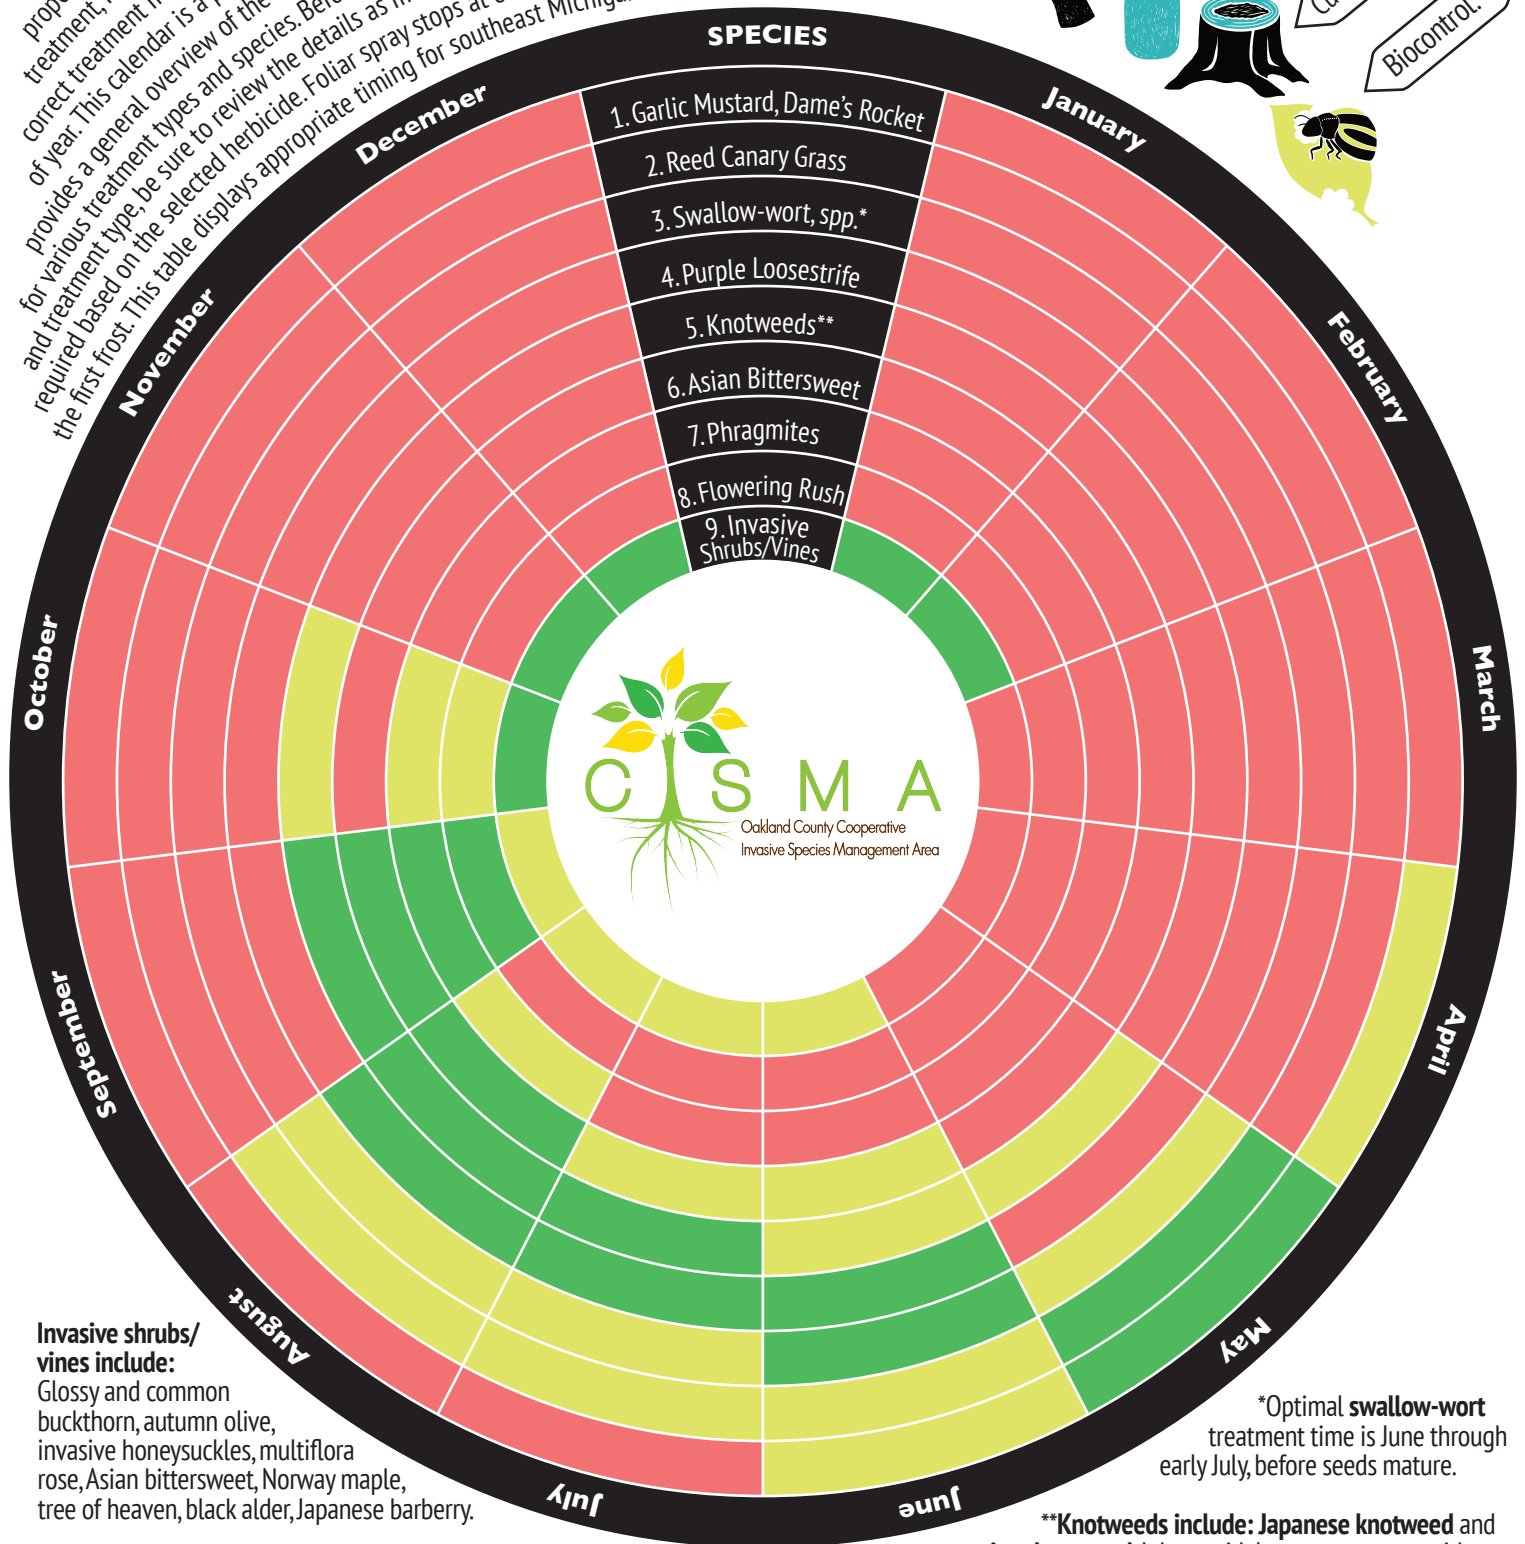 treatment,
correct treatment
of year. This calendar is a
provides a general overview of the
for various treatment types and species.
and treatment type, be sure to review the details as
required based on the selected herbicide. Foliar spray stops at
the first frost. This table displays appropriate timing for southeast Michigan
Biocontrol.
SPECIES
1. Garlic Mustard, Dame's Rocket
2. Reed Canary Grass
3. Swallow-wort, spp.*
4. Purple Loosestrife
5. Knotweeds**
6. Asian Bittersweet
7. Phragmites
8. Flowering Rush
9. Invasive
Shrubs/Vines
January
February
March
April
May
June
July
August
September
October
November
December
CISMA
Oakland County Cooperative
Invasive Species Management Area
Invasive shrubs/
vines include:
Glossy and common
buckthorn, autumn olive,
invasive honeysuckles, multiflora
rose, Asian bittersweet, Norway maple,
tree of heaven, black alder, Japanese barberry.
*Optimal swallow-wort
treatment time is June through
early July, before seeds mature.
**Knotweeds include: Japanese knotweed and